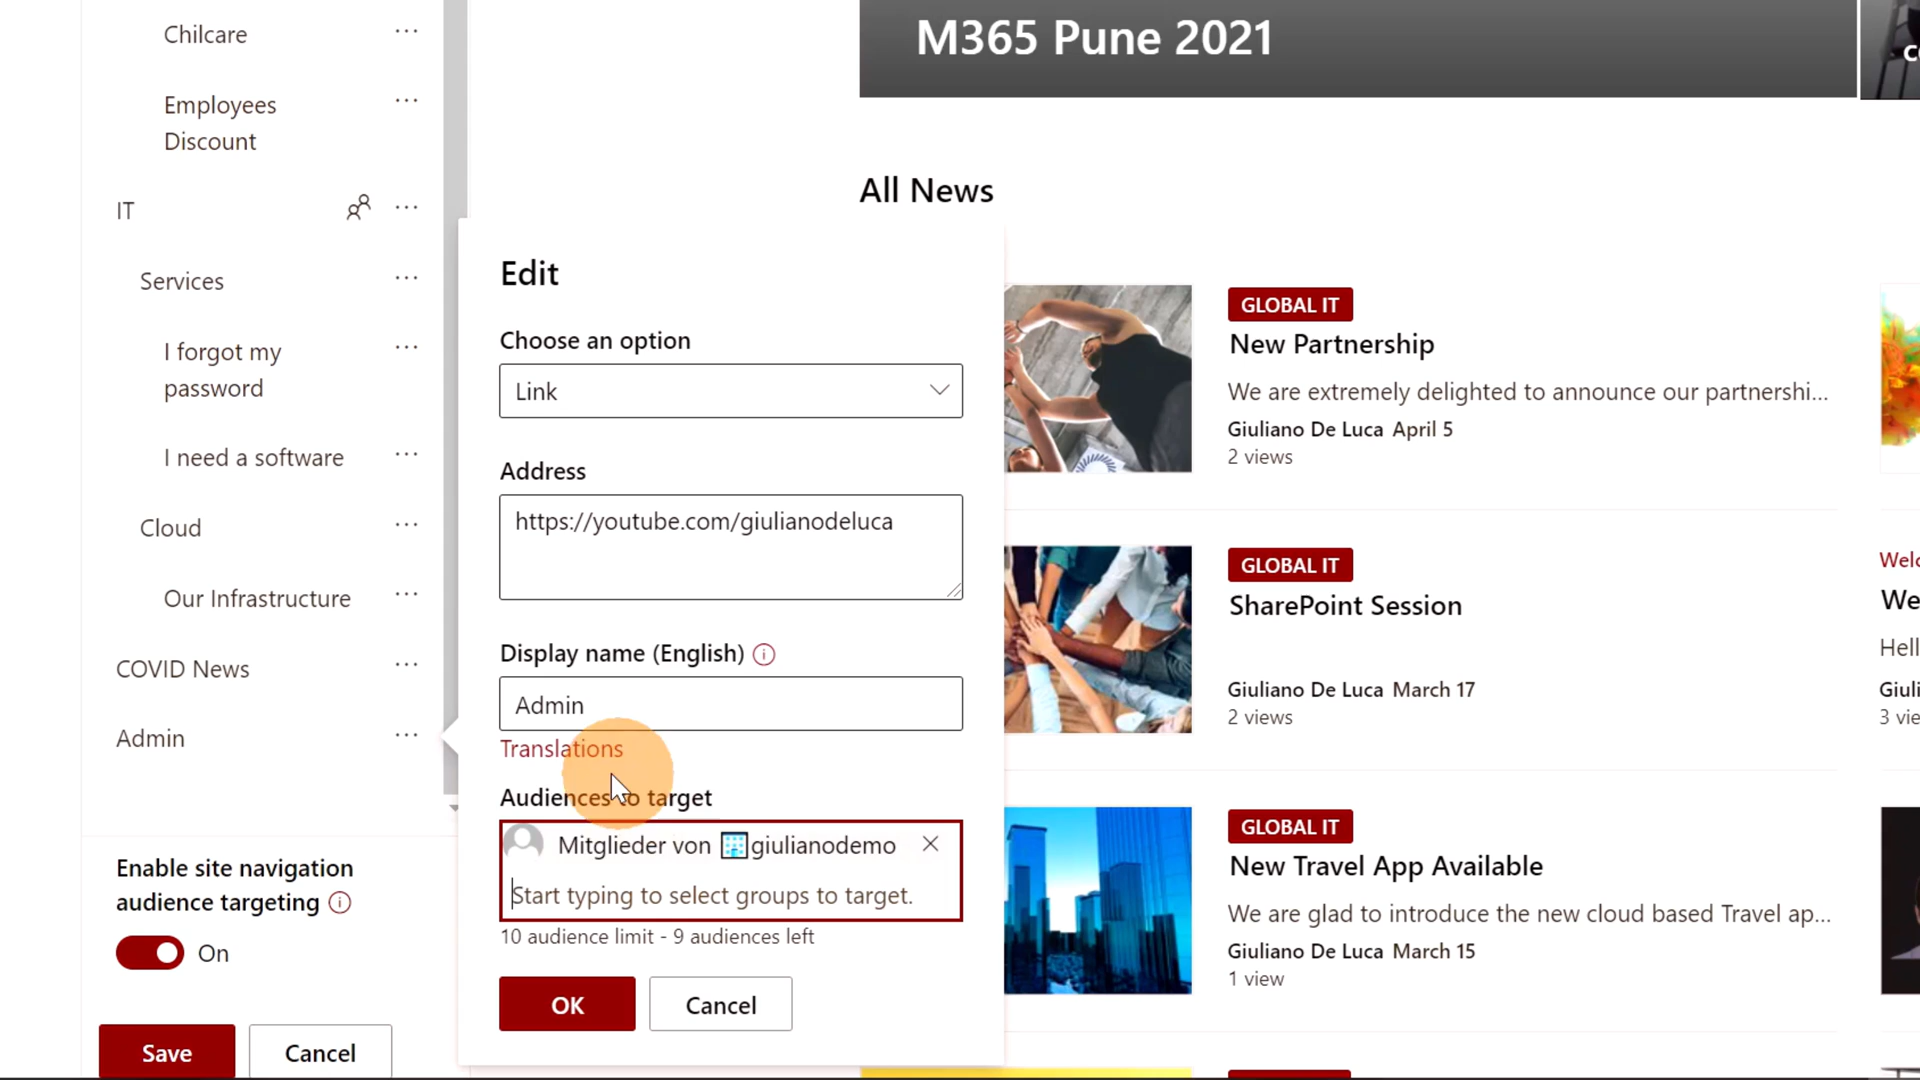 Chilcare
Employees
Discount
IT
Services
I forgot my
password
I need a software
Cloud
Our Infrastructure
COVID News
Admin
Enable site navigation
audience targeting
On
Save
Cancel
Edit
Choose an option
Link
Address
https://youtube.com/giulianodeluca
Display name (English)
Admin
Translations
Audiences to target
Mitglieder von giulianodemo
Start typing to select groups to target.
10 audience limit - 9 audiences left
OK
Cancel
M365 Pune 2021
All News
GLOBAL IT
New Partnership
We are extremely delighted to announce our partnershi...
Giuliano De Luca April 5
2 views
GLOBAL IT
SharePoint Session
Giuliano De Luca March 17
2 views
GLOBAL IT
New Travel App Available
We are glad to introduce the new cloud based Travel ap...
Giuliano De Luca March 15
1 view
Welc
We
Hell
Giuli
3 vie